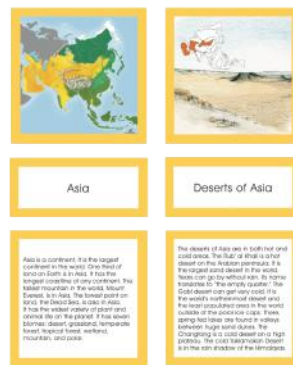 Asia
Deserts of Asia
Asia is a continent. It is the largest
continent in the world. One third of
land on Earth is in Asia. It has the
longest coastline of any continent. The
tallest mountain in the world, Mount
Everest, is in Asia. The lowest point on
land, the Dead Sea, is also in Asia.
It has the widest variety of plant and
animal life on the planet. It has seven
biomes: desert, grassland, temperate
forest, tropical forest, wetland,
mountain, and polar.
The deserts of Asia are in both hot and
cold areas. The Rub' al Khali is a hot
desert on the Arabian peninsula. It is
the largest sand desert in the world.
Years can go by without rain. Its name
translates to "the empty quarter." The
Gobi desert can get very cold. It is
the world's northernmost desert and
the least populated area in the world
outside of the polar ice caps. There,
spring-fed lakes are found in valleys
between huge sand dunes. The
cold Taklamakan Desert
is in the rain shadow of the Himalayas.